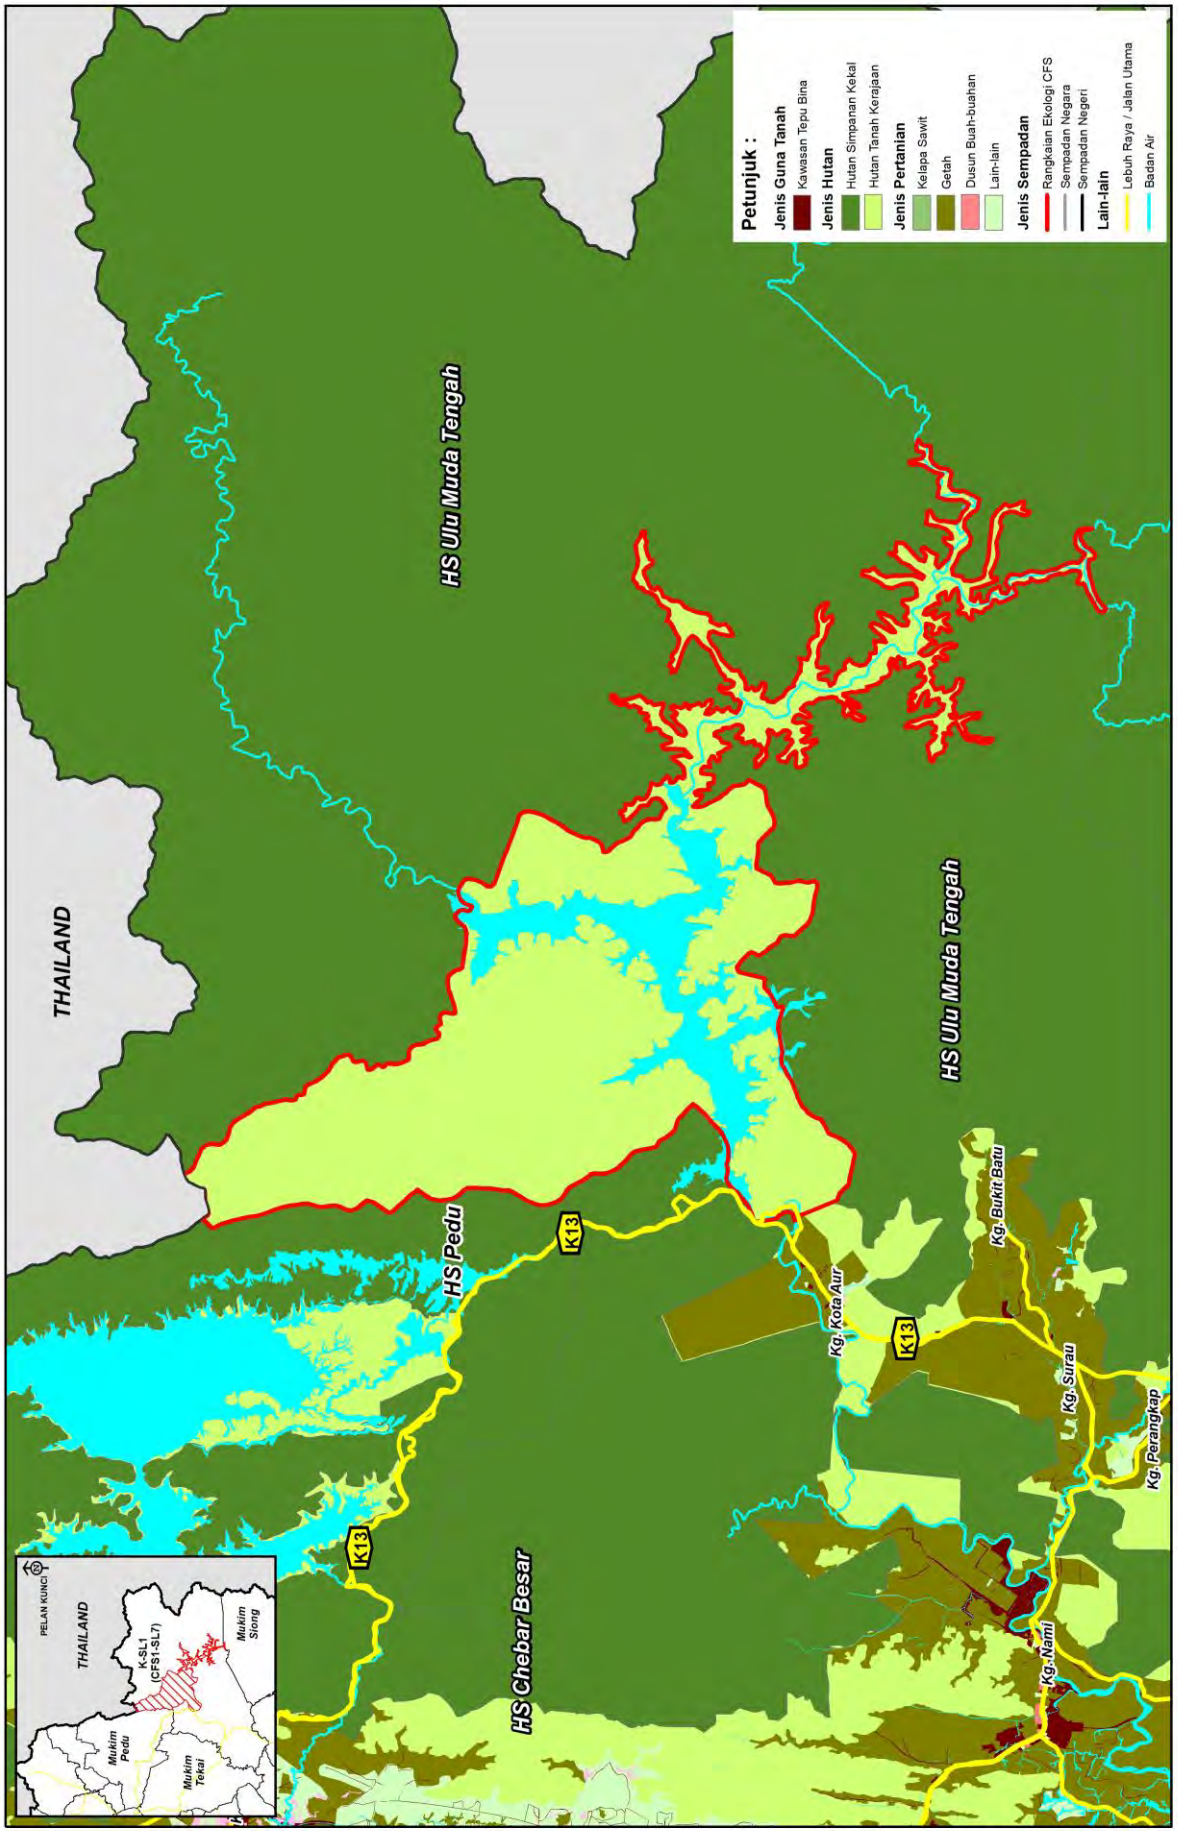 Petunjuk :
Jenis Guna Tanah
Kawasan Tepu Bina
Jenis Hutan
Hutan Simpanan Kekal
Hutan Tanah Kerajaan
Jenis Pertanian
Kelapa Sawit
Getah
Dusun Buah-buahan
Lain-lain
Jenis Sempadan
Rangkaian Ekologi CFS
Sempadan Negara
Sempadan Negeri
Lain-lain
Lebuh Raya / Jalan Utama
Badan Air
PELAN KUNCI
N
THAILAND
K-SL1
(CFS1-SL7)
Mukim
Pedu
Mukim
Tekai
Mukim
Siong
THAILAND
HS Ulu Muda Tengah
HS Pedu
K13
K13
HS Chebar Besar
HS Ulu Muda Tengah
Kg. Kota Aur
K13
Kg. Bukit Batu
Kg. Surau
Kg. Perangkap
Kg. Nami